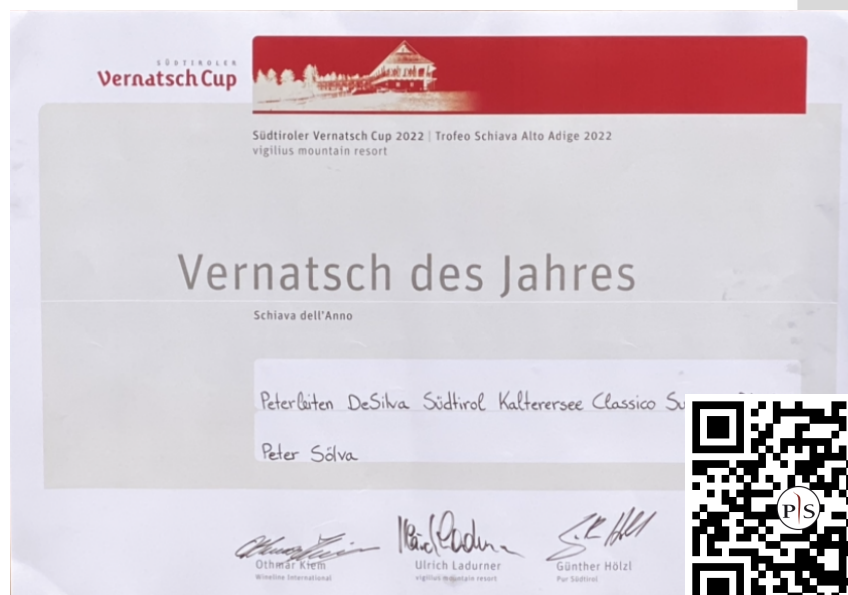 SÜDTIROLER
Vernatsch Cup
Südtiroler Vernatsch Cup 2022 | Trofeo Schiava Alto Adige 2022
vigilius mountain resort
Vernatsch des Jahres
Schiava dell'Anno
Peterleiten DeSilva Südtirol Kalterersee Classico
Peter Sölva
Othmar Kiem
Ulrich Ladurner
Günther Hölzl
Wineline International
vigilius mountain resort
Pur Südtirol
P S